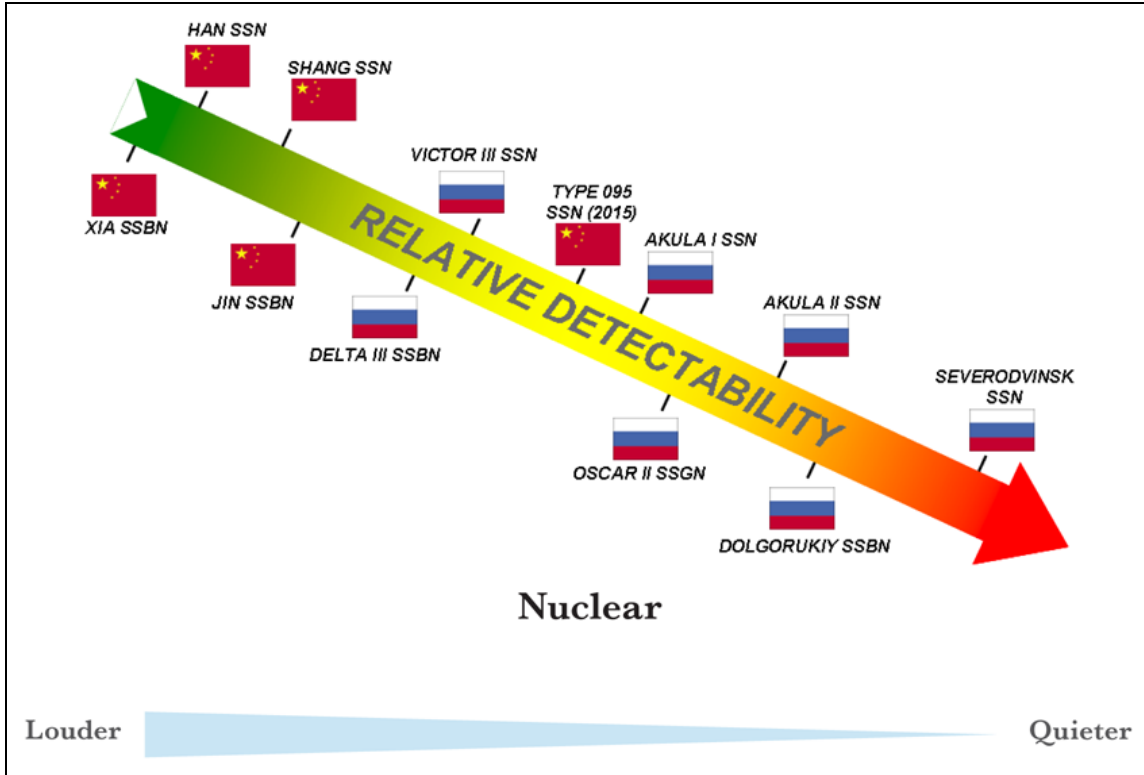 HAN SSN
SHANG SSN
XIA SSBN
VICTOR III SSN
TYPE 095
SSN (2015)
JIN SSBN
AKULA I SSN
DELTA III SSBN
AKULA II SSN
RELATIVE DETECTABILITY
SEVERODVINSK
SSN
OSCAR II SSGN
DOLGORUKIY SSBN
Nuclear
Louder
Quieter